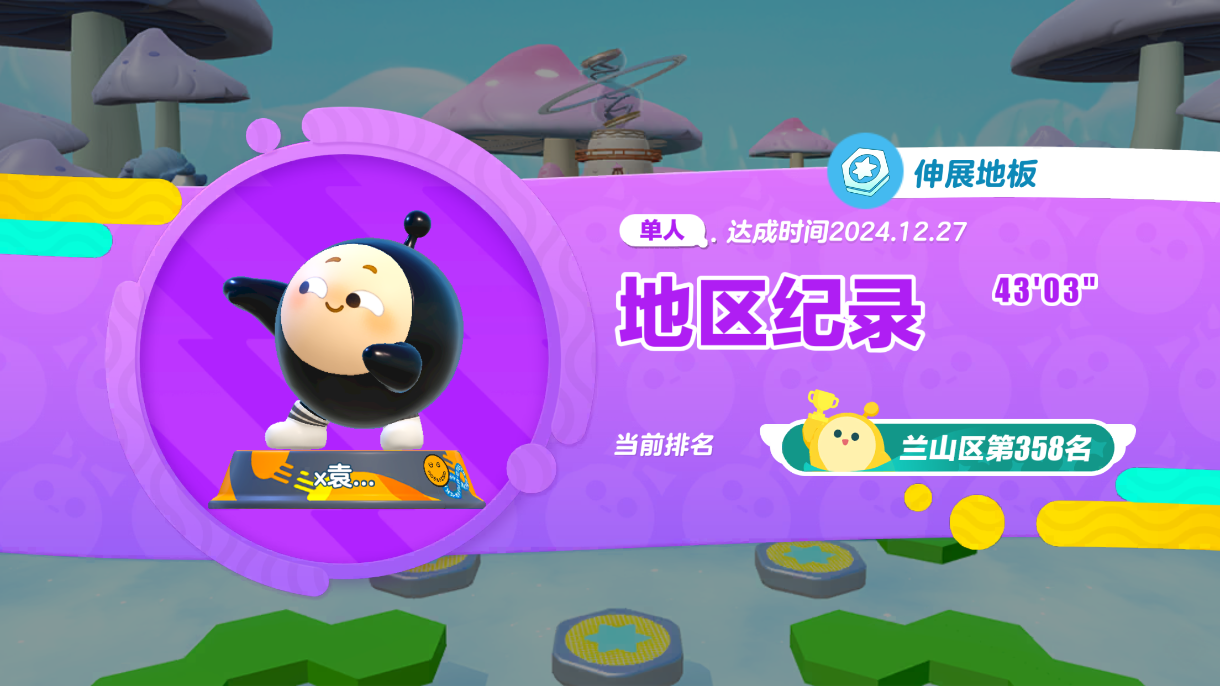 伸展地板
单人
达成时间2024.12.27
地区纪录
43'03"
当前排名
兰山区第358名
x袁...